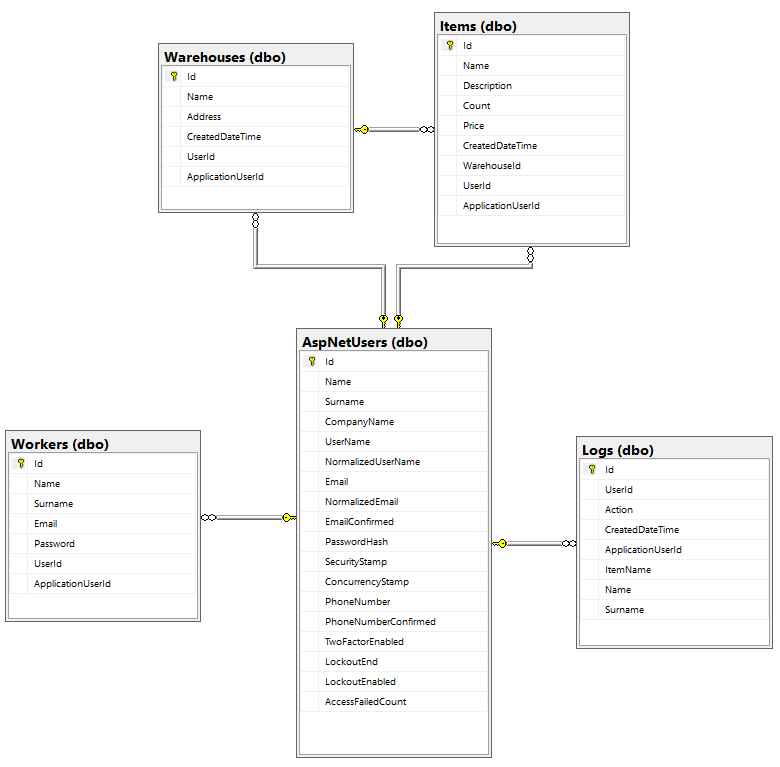 Warehouses (dbo)
Id
Name
Address
CreatedDateTime
UserId
ApplicationUserId
Items (dbo)
Id
Name
Description
Count
Price
CreatedDateTime
WarehouseId
UserId
ApplicationUserId
AspNetUsers (dbo)
Id
Name
Surname
CompanyName
UserName
NormalizedUserName
Email
NormalizedEmail
EmailConfirmed
PasswordHash
SecurityStamp
ConcurrencyStamp
PhoneNumber
PhoneNumberConfirmed
TwoFactorEnabled
LockoutEnd
LockoutEnabled
AccessFailedCount
Workers (dbo)
Id
Name
Surname
Email
Password
UserId
ApplicationUserId
Logs (dbo)
Id
UserId
Action
CreatedDateTime
ApplicationUserId
ItemName
Name
Surname